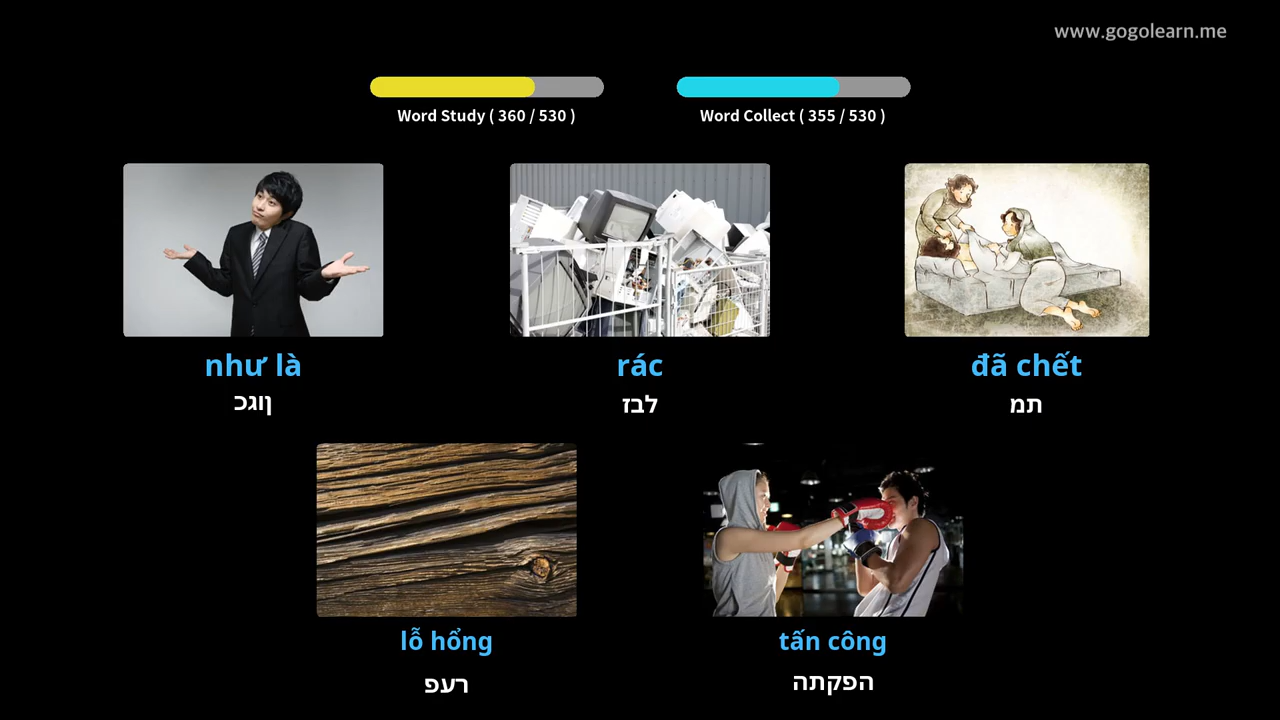 www.gogolearn.me
Word Study ( 360 / 530 )
Word Collect ( 355 / 530 )
như là
ןוגכ
rác
לבז
đã chết
תמ
lỗ hổng
רעפ
tấn công
הפקתה